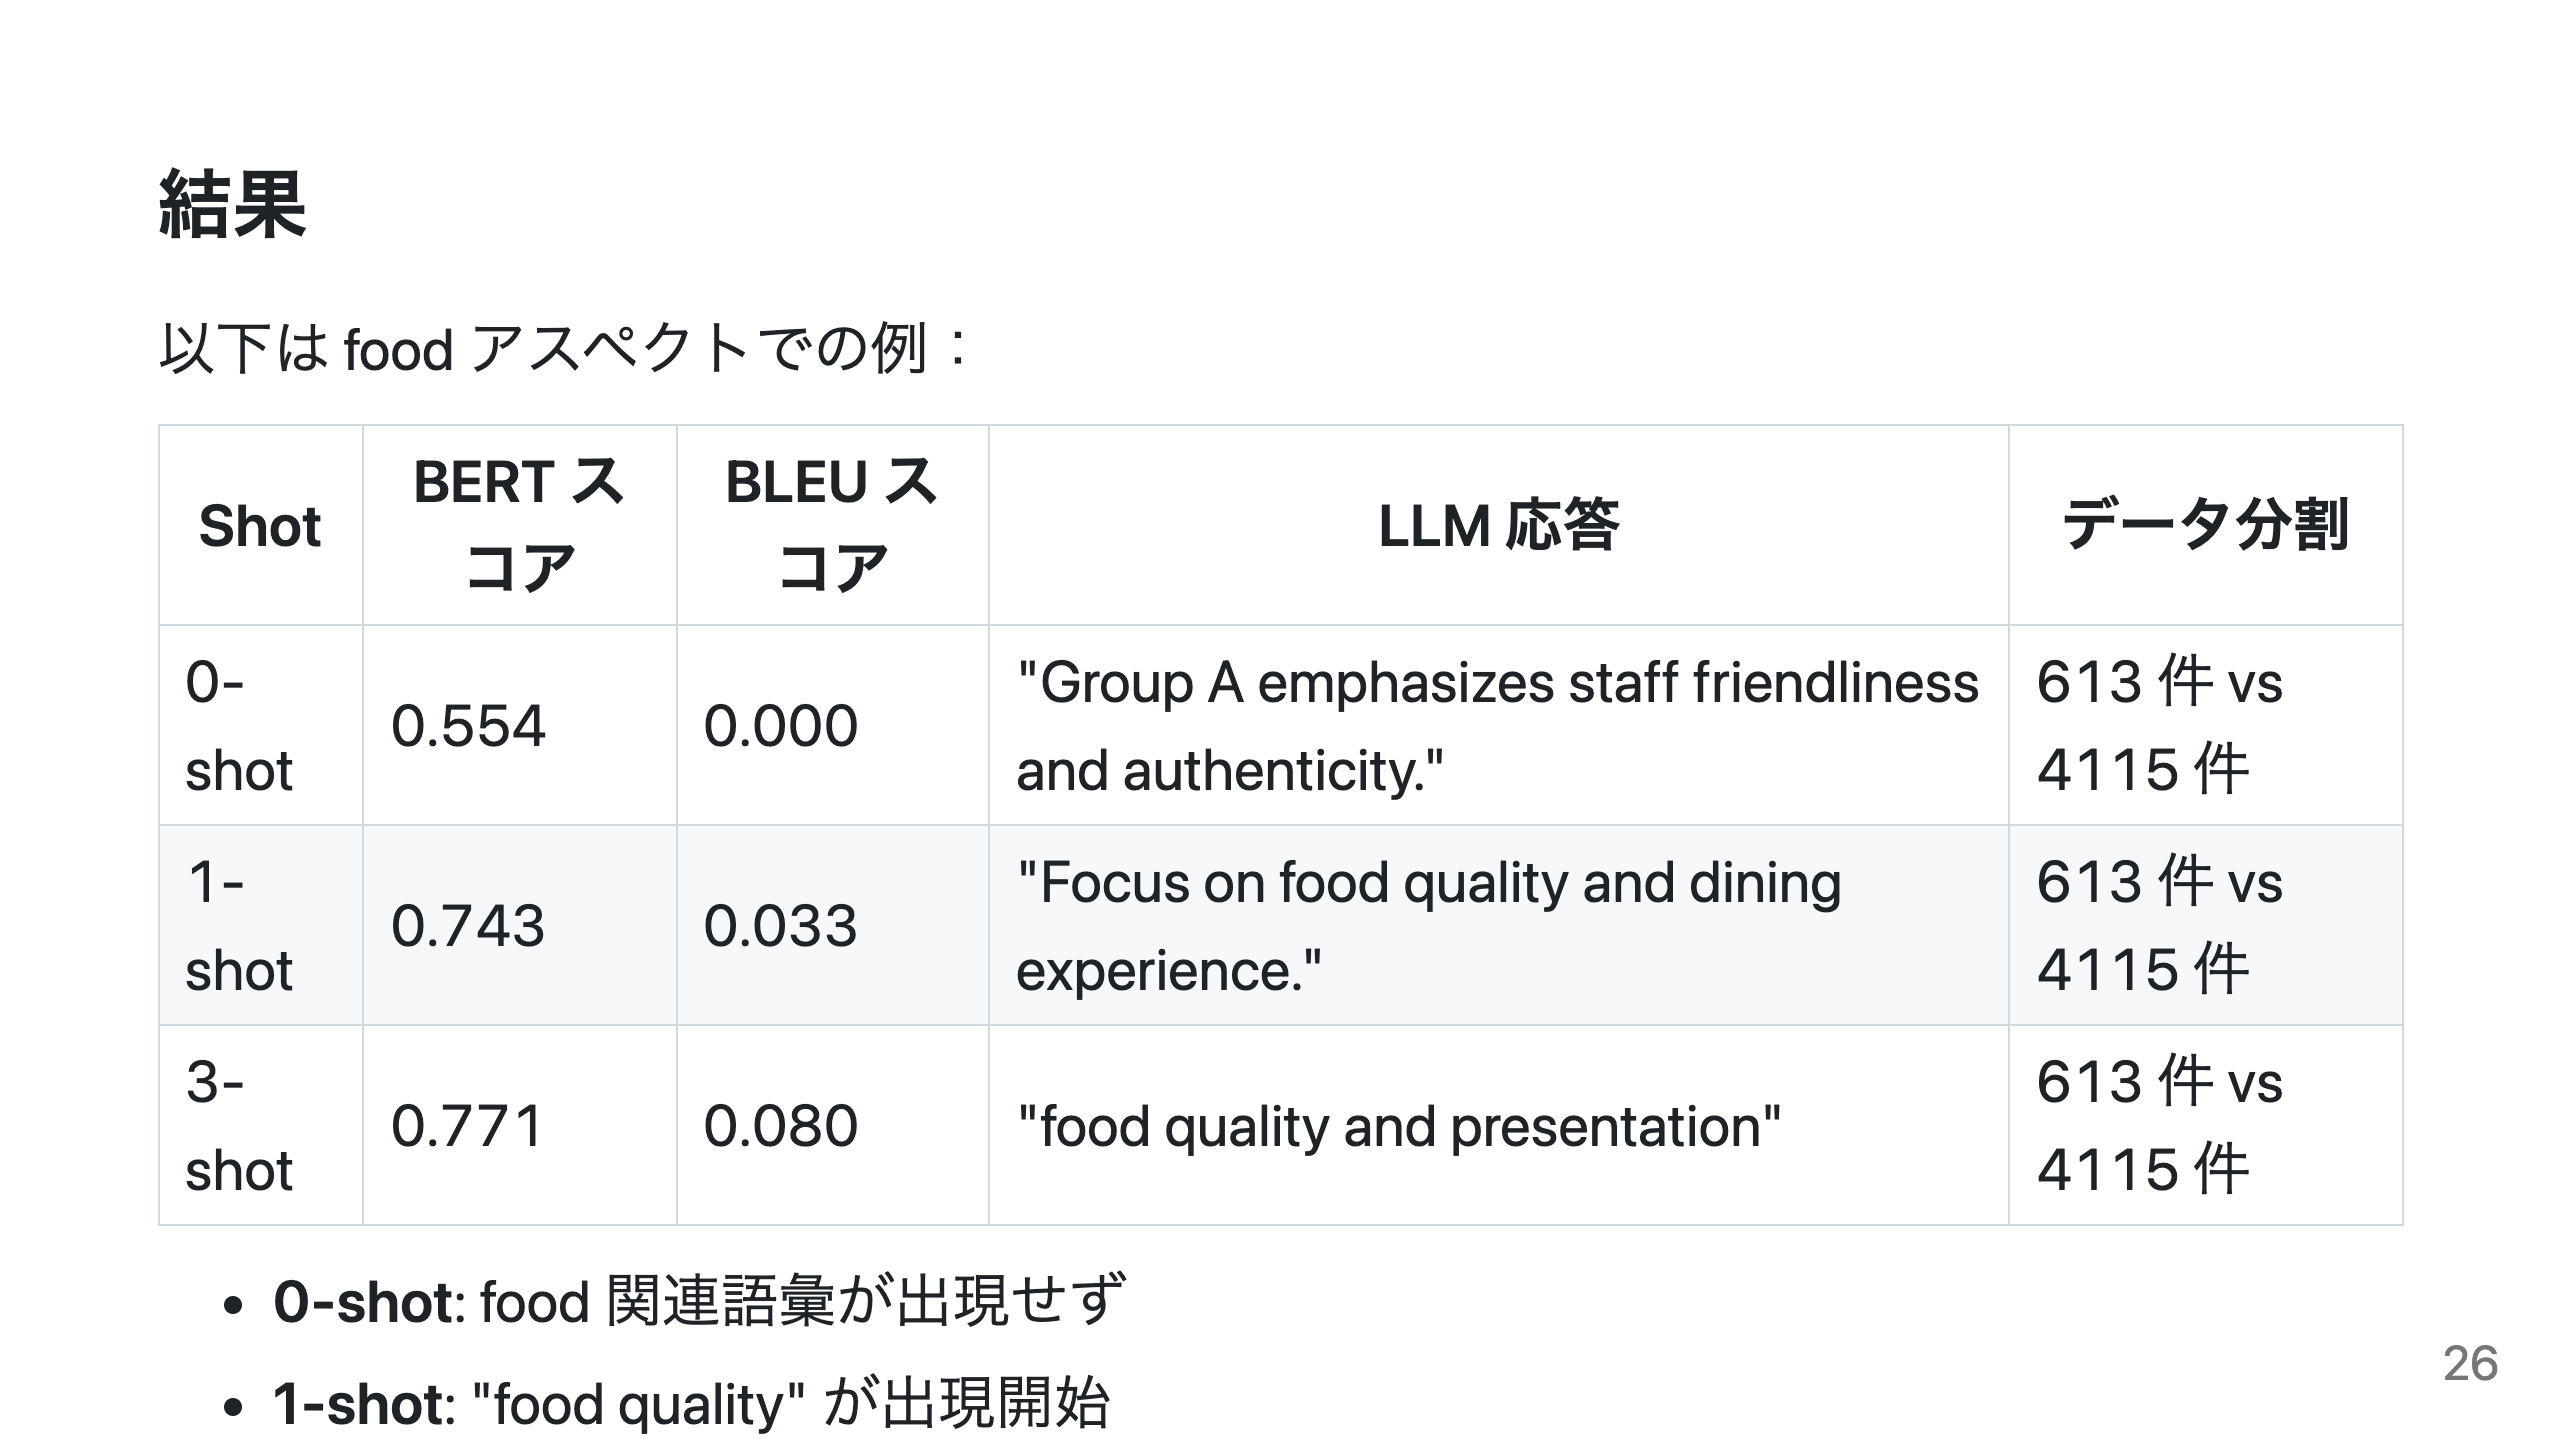 結果
以下は food アスペクトでの例：
Shot
BERT ス
コア
BLEU ス
コア
LLM 応答
データ分割
0-
shot
0.554
0.000
"Group A emphasizes staff friendliness
and authenticity."
613 件 vs
4115 件
1-
shot
0.743
0.033
"Focus on food quality and dining
experience."
613 件 vs
4115 件
3-
shot
0.771
0.080
"food quality and presentation"
613 件 vs
4115 件
• 0-shot: food 関連語彙が出現せず
• 1-shot: "food quality" が出現開始
26